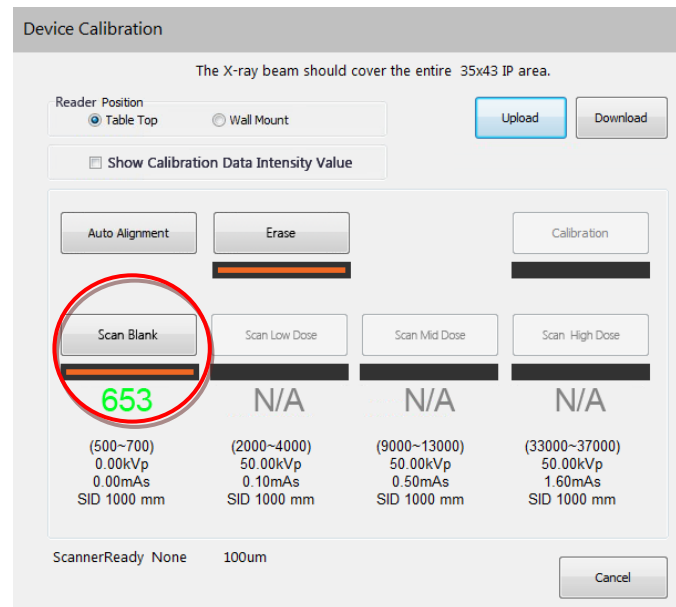 Device Calibration
The X-ray beam should cover the entire 35x43 IP area.
Reader Position
Table Top Wall Mount
Upload Download
Show Calibration Data Intensity Value
Auto Alignment Erase Calibration
Scan Blank Scan Low Dose Scan Mid Dose Scan High Dose
653 N/A N/A N/A
(500~700) (2000~4000) (9000~13000) (33000~37000)
0.00kVp 50.00kVp 50.00kVp 50.00kVp
0.00mAs 0.10mAs 0.50mAs 1.60mAs
SID 1000 mm SID 1000 mm SID 1000 mm SID 1000 mm
ScannerReady None 100um
Cancel